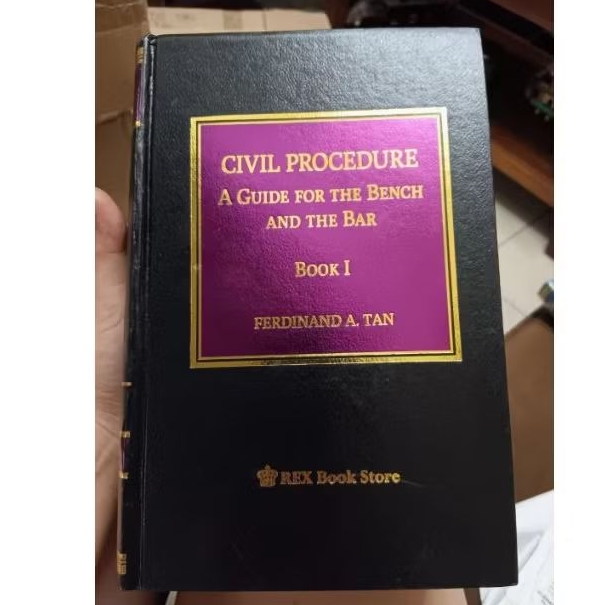 CIVIL PROCEDURE
A GUIDE FOR THE BENCH
AND THE BAR
BOOK I
FERDINAND A. TAN
REX Book Store